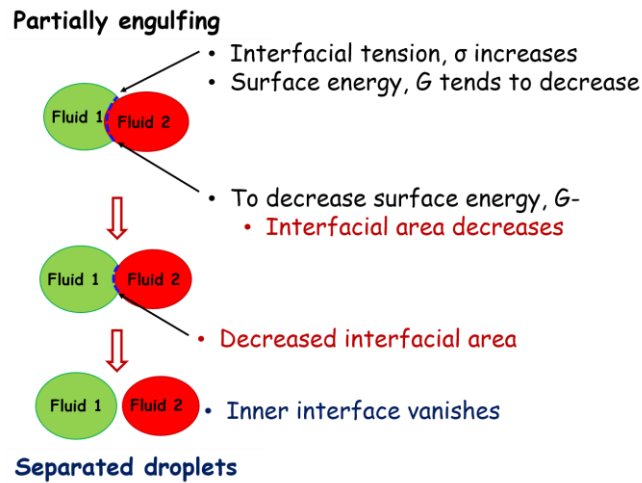 Partially engulfing
• Interfacial tension, σ increases
• Surface energy, G tends to decrease
Fluid 1
Fluid 2
• To decrease surface energy, G-
• Interfacial area decreases
Fluid 1
Fluid 2
• Decreased interfacial area
Fluid 1
Fluid 2
• Inner interface vanishes
Separated droplets